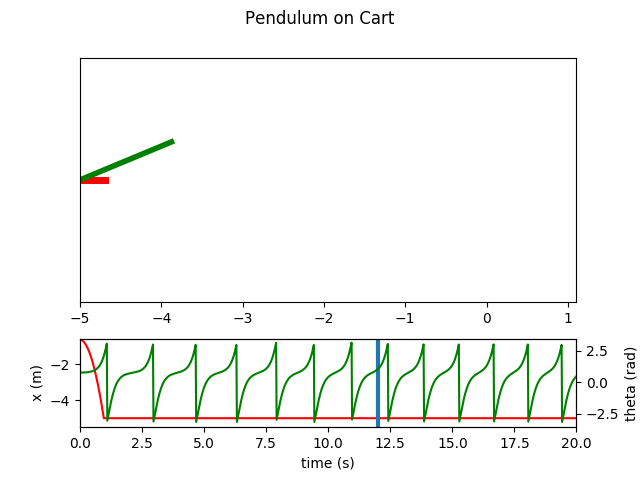 Pendulum on Cart
−5 −4 −3 −2 −1 0 1
−2
−4
x (m)
2.5
0.0
−2.5
theta (rad)
0.0 2.5 5.0 7.5 10.0 12.5 15.0 17.5 20.0
time (s)